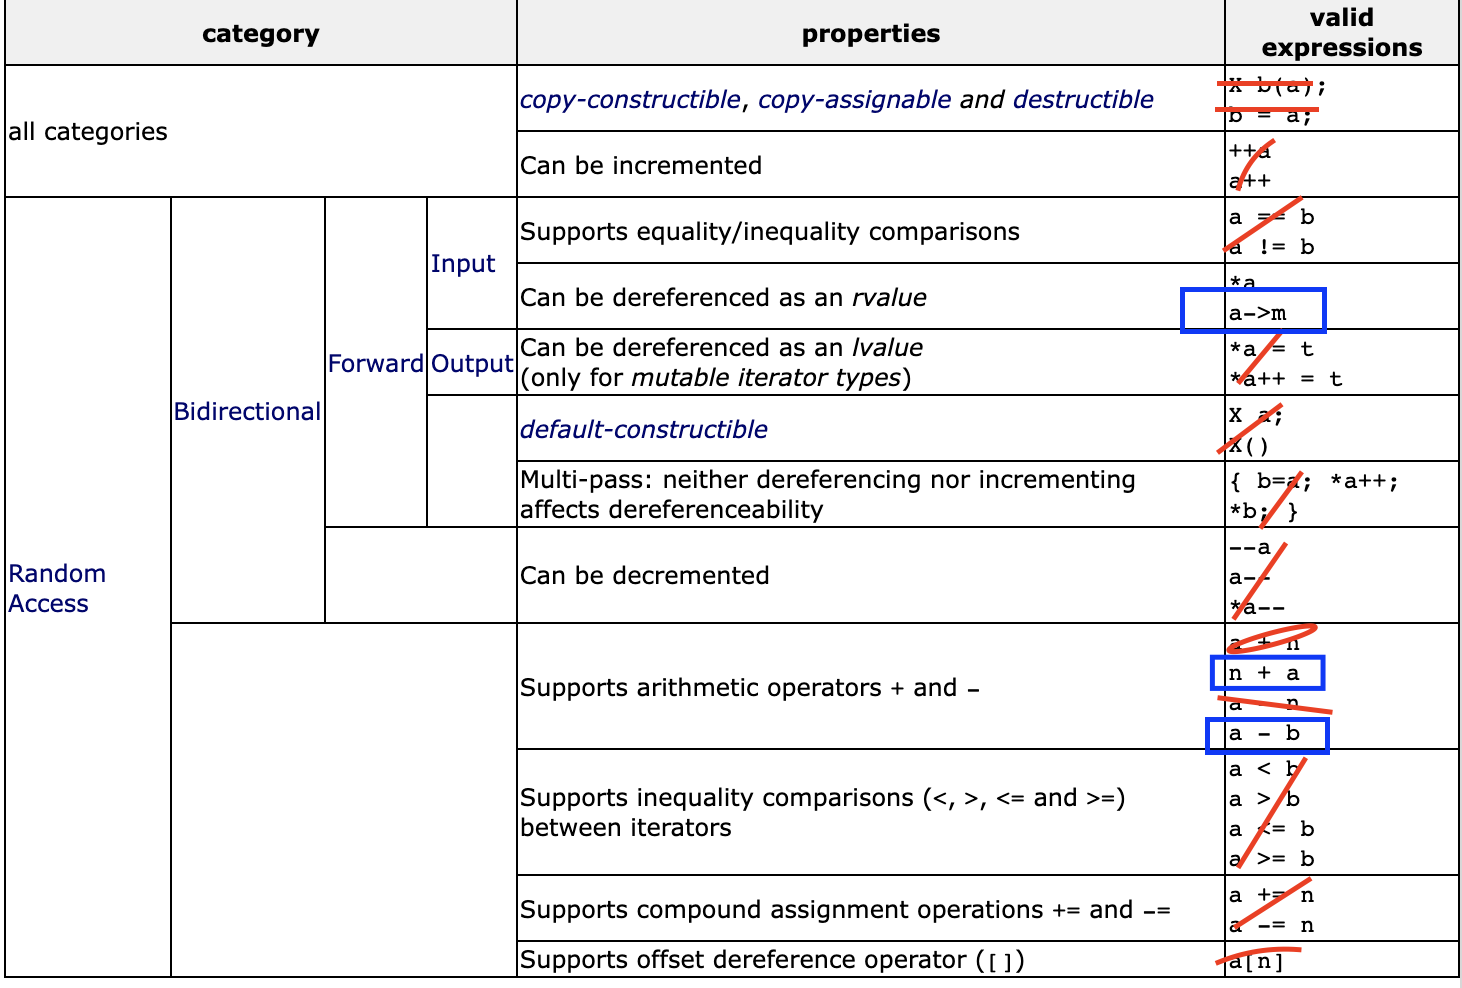 category
properties
valid
expressions
all categories
copy-constructible, copy-assignable and destructible
X b(a);
b = a;
Can be incremented
++a
a++
Random
Access
Bidirectional
Forward
Input
Supports equality/inequality comparisons
a == b
a != b
Can be dereferenced as an rvalue
*a
a->m
Output
Can be dereferenced as an lvalue
(only for mutable iterator types)
*a = t
*a++ = t
default-constructible
X a;
X()
Multi-pass: neither dereferencing nor incrementing
affects dereferenceability
{ b=a; *a++;
*b; }
Can be decremented
--a
a--
*a--
Supports arithmetic operators + and -
a + n
n + a
a - n
a - b
Supports inequality comparisons (<, >, <= and >=)
between iterators
a < b
a > b
a <= b
a >= b
Supports compound assignment operations += and -=
a += n
a -= n
Supports offset dereference operator ([])
a[n]